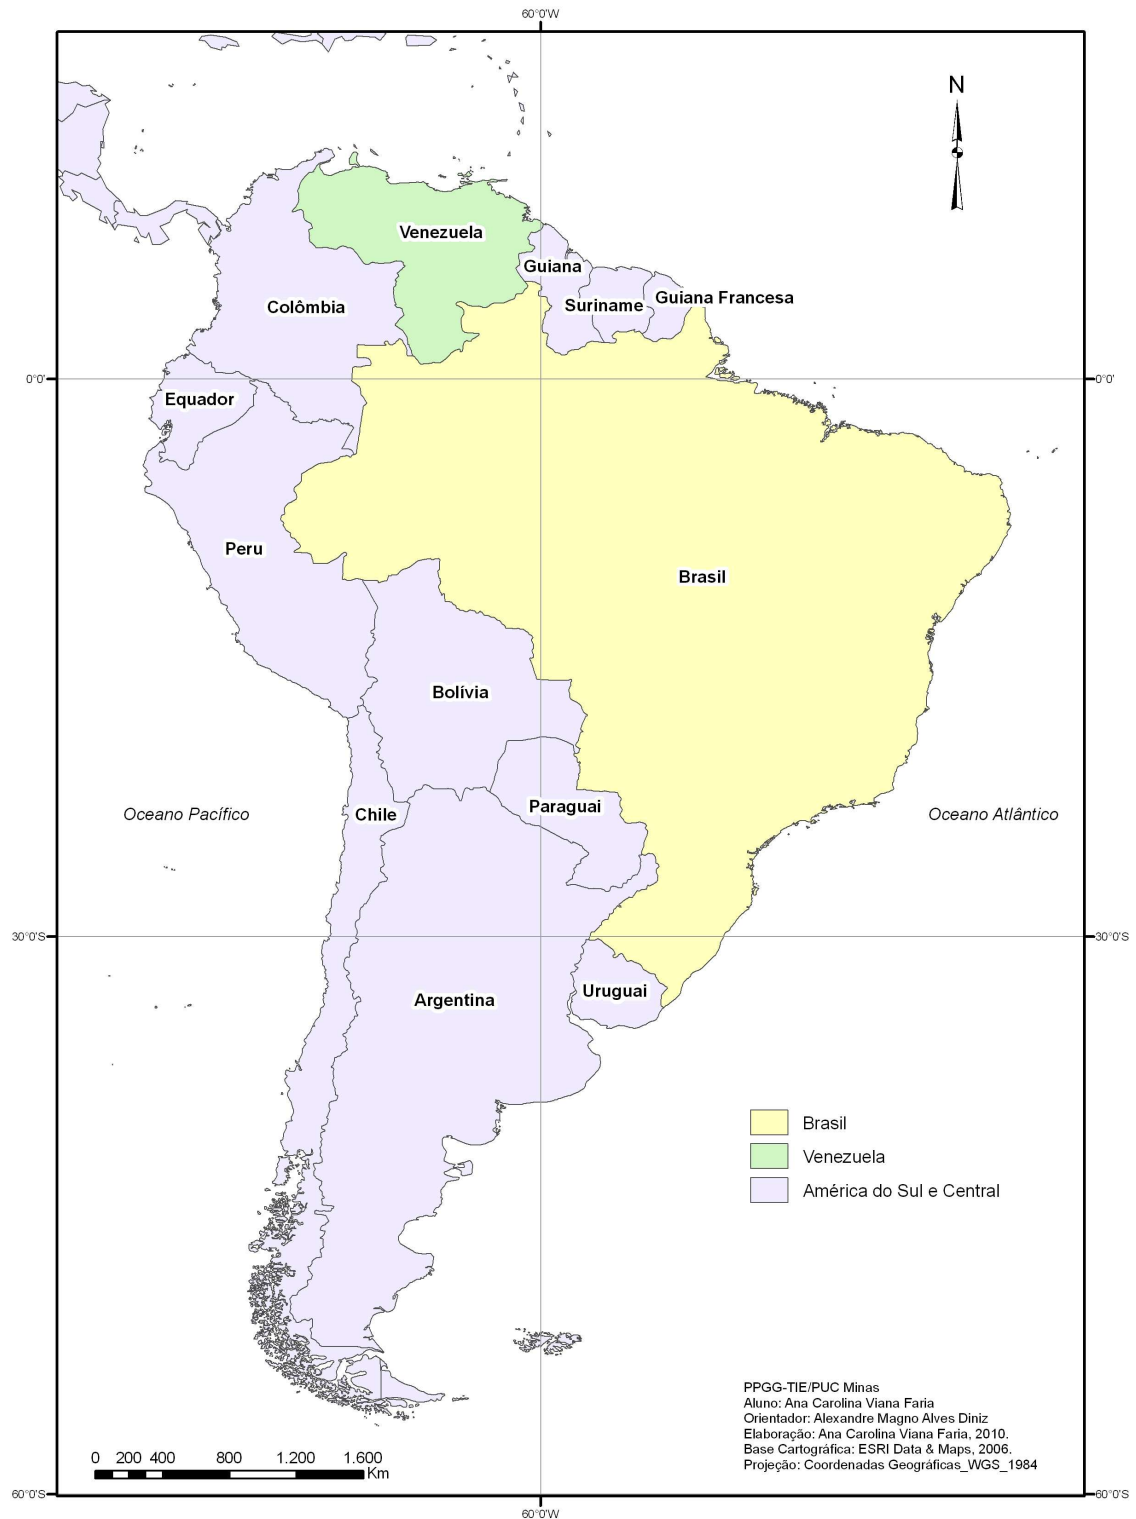 60°0'W
N
Venezuela
Guiana
Guiana Francesa
Suriname
Colômbia
0°0'
0°0'
Equador
Peru
Brasil
Bolívia
Paraguai
Chile
Oceano Pacífico
Oceano Atlântico
30°0'S
30°0'S
Uruguai
Argentina
Brasil
Venezuela
América do Sul e Central
PPGG-TIE/PUC Minas
Aluno: Ana Carolina Viana Faria
Orientador: Alexandre Magno Alves Diniz
Elaboração: Ana Carolina Viana Faria, 2010.
Base Cartográfica: ESRI Data & Maps, 2006.
Projeção: Coordenadas Geográficas_WGS_1984
0 200 400 800 1.200 1.600
Km
60°0'S
60°0'S
60°0'W